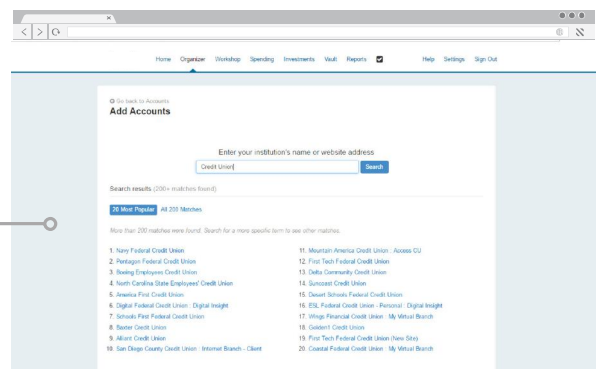 Home Organizer Workshop Spending Investments Vault Reports Help Settings Sign Out
Go back to Accounts
Add Accounts
Enter your institution's name or website address
Credit Union Search
Search results (200+ matches found)
20 Most Popular All 200 Matches
More than 200 matches were found. Search for a more specific term to see other matches.
1. Navy Federal Credit Union
2. Pentagon Federal Credit Union
3. Boeing Employees Credit Union
4. North Carolina State Employees' Credit Union
5. America First Credit Union
6. Digital Federal Credit Union : Digital Insight
7. Schools First Federal Credit Union
8. Baxter Credit Union
9. Alliant Credit Union
10. San Diego County Credit Union : Internet Branch - Client
11. Mountain America Credit Union : Access CU
12. First Tech Federal Credit Union
13. Delta Community Credit Union
14. Suncoast Credit Union
15. Desert Schools Federal Credit Union
16. ESL Federal Credit Union - Personal : Digital Insight
17. Wings Financial Credit Union : My Virtual Branch
18. Golden1 Credit Union
19. First Tech Federal Credit Union (New Site)
20. Coastal Federal Credit Union : My Virtual Branch